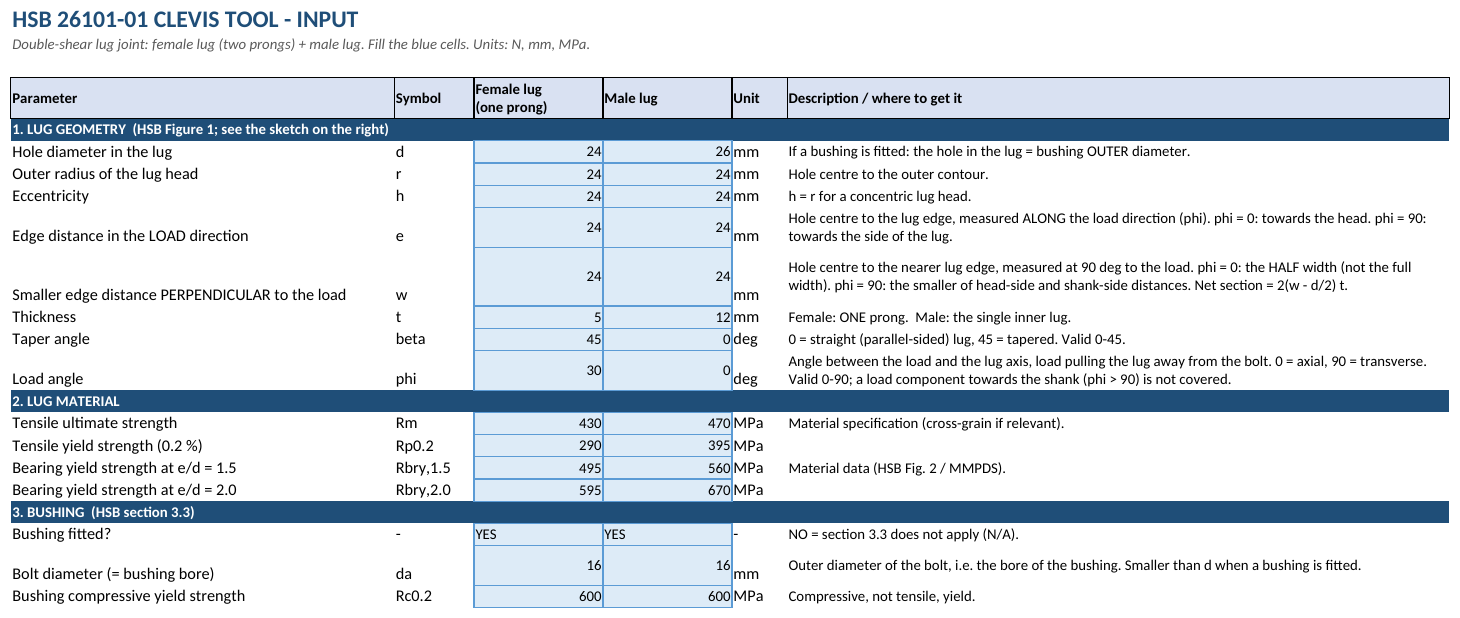 HSB 26101-01 CLEVIS TOOL - INPUT
Double-shear lug joint: female lug (two prongs) + male lug. Fill the blue cells. Units: N, mm, MPa.
Parameter Symbol Female lug (one prong) Male lug Unit Description / where to get it
1. LUG GEOMETRY (HSB Figure 1; see the sketch on the right)
Hole diameter in the lug d 24 26 mm If a bushing is fitted: the hole in the lug = bushing OUTER diameter.
Outer radius of the lug head r 24 24 mm Hole centre to the outer contour.
Eccentricity h 24 24 mm h = r for a concentric lug head.
Edge distance in the LOAD direction e 24 24 mm Hole centre to the lug edge, measured ALONG the load direction (phi). phi = 0: towards the head. phi = 90:
towards the side of the lug.
Smaller edge distance PERPENDICULAR to the load w 24 24 mm Hole centre to the nearer lug edge, measured at 90 deg to the load. phi = 0: the HALF width (not the full
width). phi = 90: the smaller of head-side and shank-side distances. Net section = 2(w - d/2) t.
Thickness t 5 12 mm Female: ONE prong. Male: the single inner lug.
Taper angle beta 45 0 deg 0 = straight (parallel-sided) lug, 45 = tapered. Valid 0-45.
Load angle phi 30 0 deg Angle between the load and the lug axis, load pulling the lug away from the bolt. 0 = axial, 90 = transverse.
Valid 0-90; a load component towards the shank (phi > 90) is not covered.
2. LUG MATERIAL
Tensile ultimate strength Rm 430 470 MPa Material specification (cross-grain if relevant).
Tensile yield strength (0.2 %) Rp0.2 290 395 MPa
Bearing yield strength at e/d = 1.5 Rbry,1.5 495 560 MPa Material data (HSB Fig. 2 / MMPDS).
Bearing yield strength at e/d = 2.0 Rbry,2.0 595 670 MPa
3. BUSHING (HSB section 3.3)
Bushing fitted? - YES YES - NO = section 3.3 does not apply (N/A).
Bolt diameter (= bushing bore) da 16 16 mm Outer diameter of the bolt, i.e. the bore of the bushing. Smaller than d when a bushing is fitted.
Bushing compressive yield strength Rc0.2 600 600 MPa Compressive, not tensile, yield.